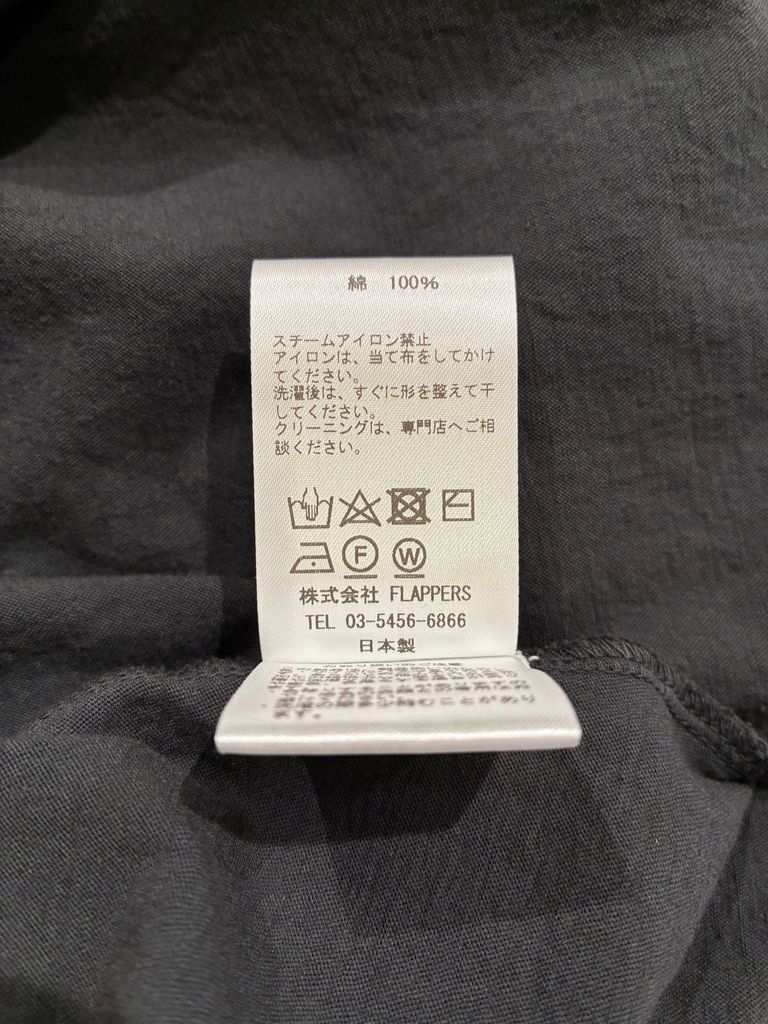 綿 100%
スチームアイロン禁止
アイロンは、当て布をしてかけ
てください。
洗濯後は、すぐに形を整えて干
してください。
クリーニングは、専門店へご相
談ください。
F W
株式会社 FLAPPERS
TEL 03-5456-6866
日本製